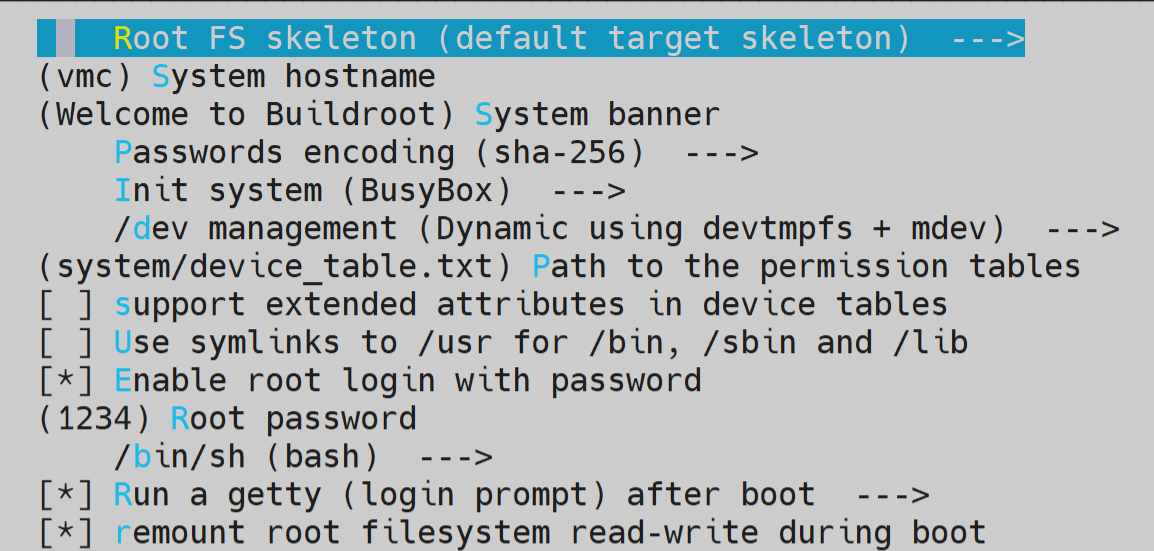 Root FS skeleton (default target skeleton)  --->
(vmc) System hostname
(Welcome to Buildroot) System banner
Passwords encoding (sha-256)  --->
Init system (BusyBox)  --->
/dev management (Dynamic using devtmpfs + mdev)  --->
(system/device_table.txt) Path to the permission tables
[ ] support extended attributes in device tables
[ ] Use symlinks to /usr for /bin, /sbin and /lib
[*] Enable root login with password
(1234) Root password
/bin/sh (bash)  --->
[*] Run a getty (login prompt) after boot  --->
[*] remount root filesystem read-write during boot